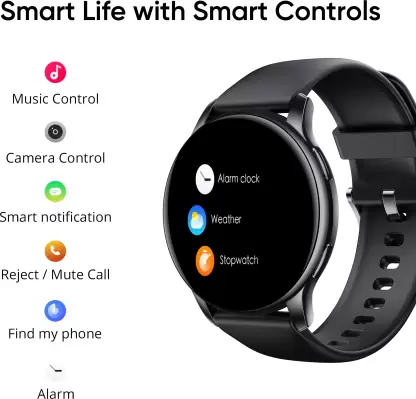 Smart Life with Smart Controls
Music Control
Camera Control
Smart notification
Reject / Mute Call
Find my phone
Alarm
Alarm clock
Weather
Stopwatch